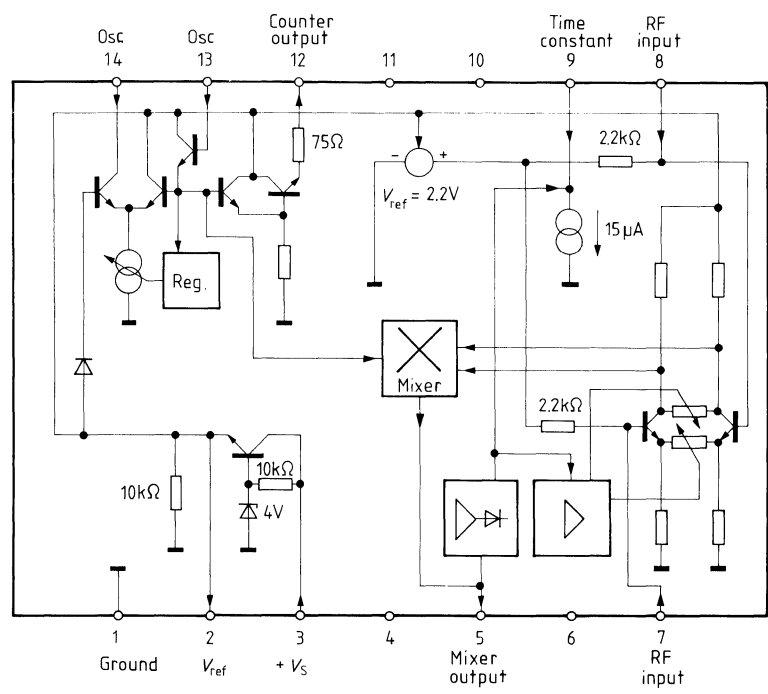 Osc
14
Osc
13
Counter
output
12
11
10
Time
constant
9
RF
input
8
75Ω
2,2kΩ
−
+
V_ref = 2.2V
15µA
Reg.
Mixer
2.2kΩ
10kΩ
10kΩ
4V
1
2
3
4
5
6
7
Ground
V_ref
+ V_S
Mixer
output
RF
input